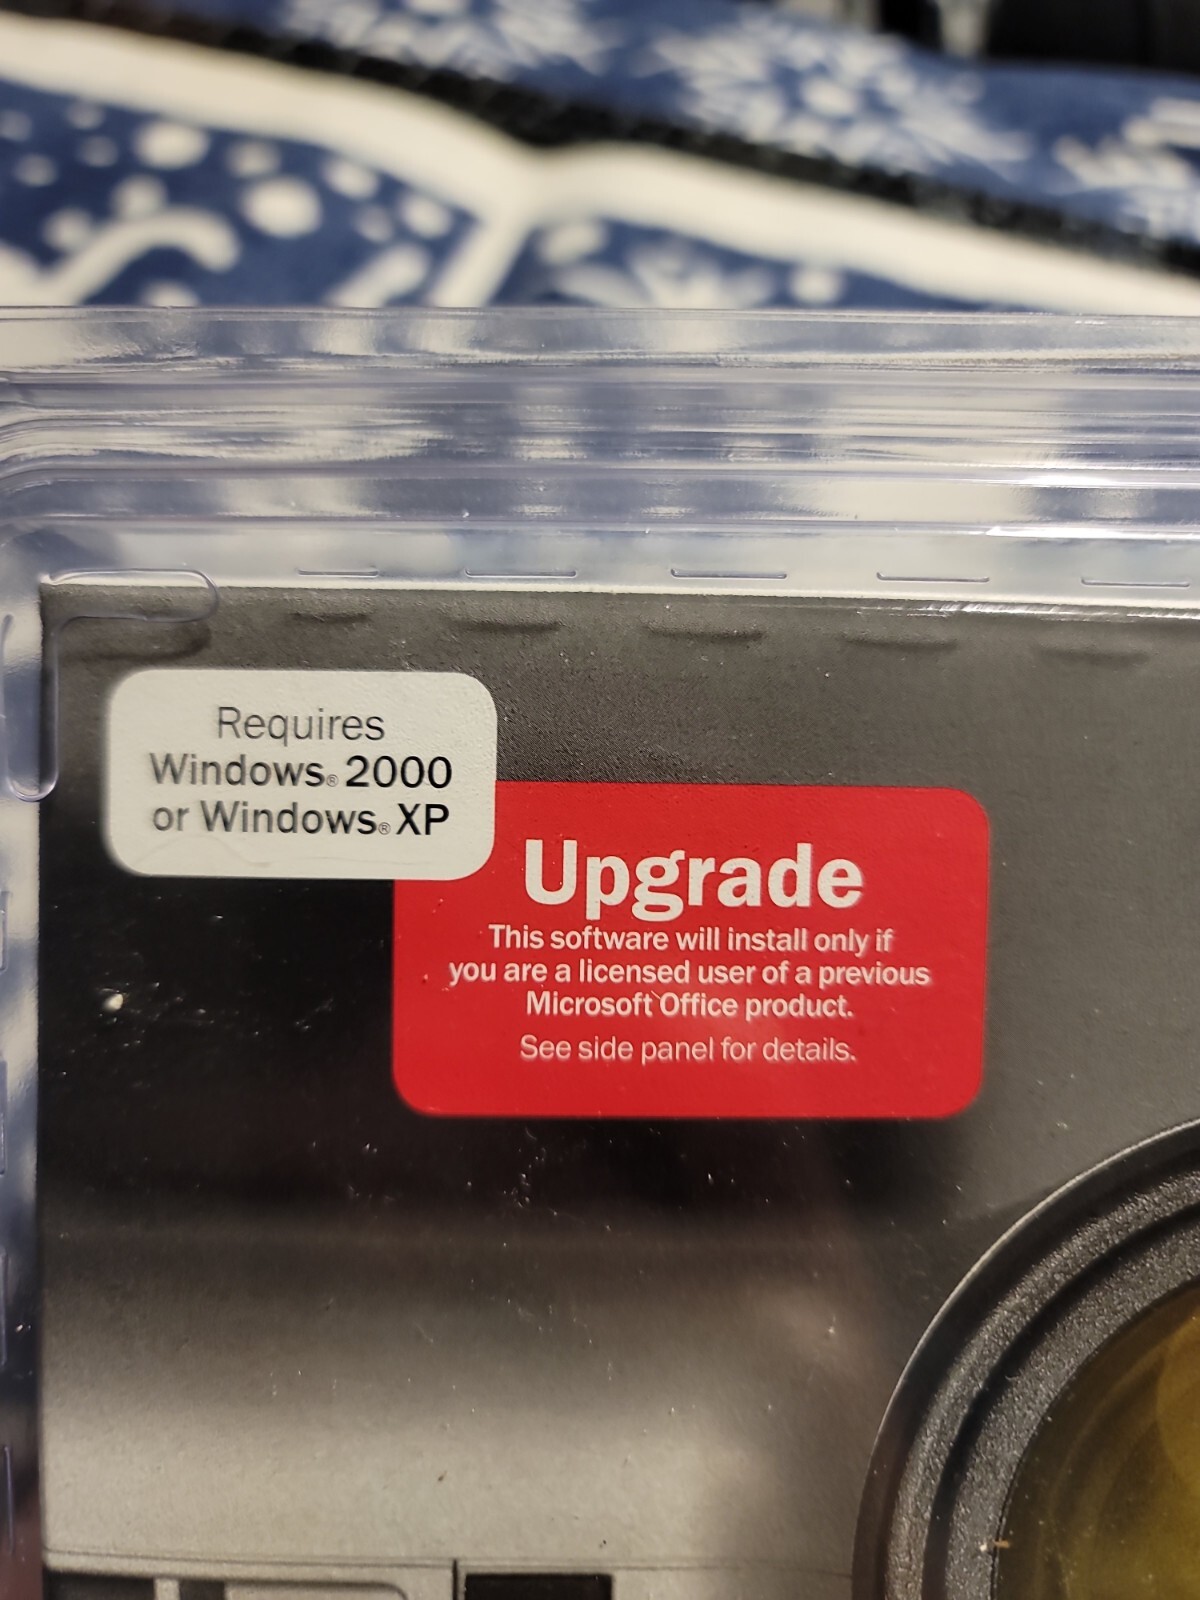 Requires
Windows® 2000
or Windows® XP
Upgrade
This software will install only if
you are a licensed user of a previous
Microsoft Office product.
See side panel for details.